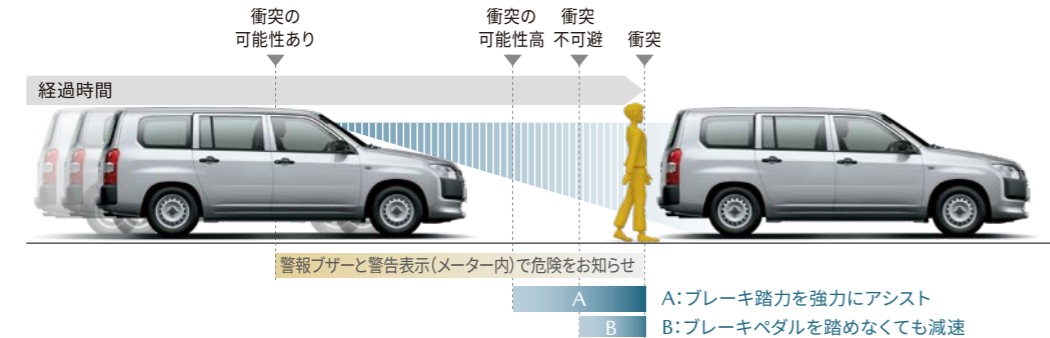 衝突の
可能性あり
衝突の
可能性高
衝突
不可避
衝突
経過時間
警報ブザーと警告表示（メーター内）で危険をお知らせ
A
A：ブレーキ踏力を強力にアシスト
B
B：ブレーキペダルを踏めなくても減速